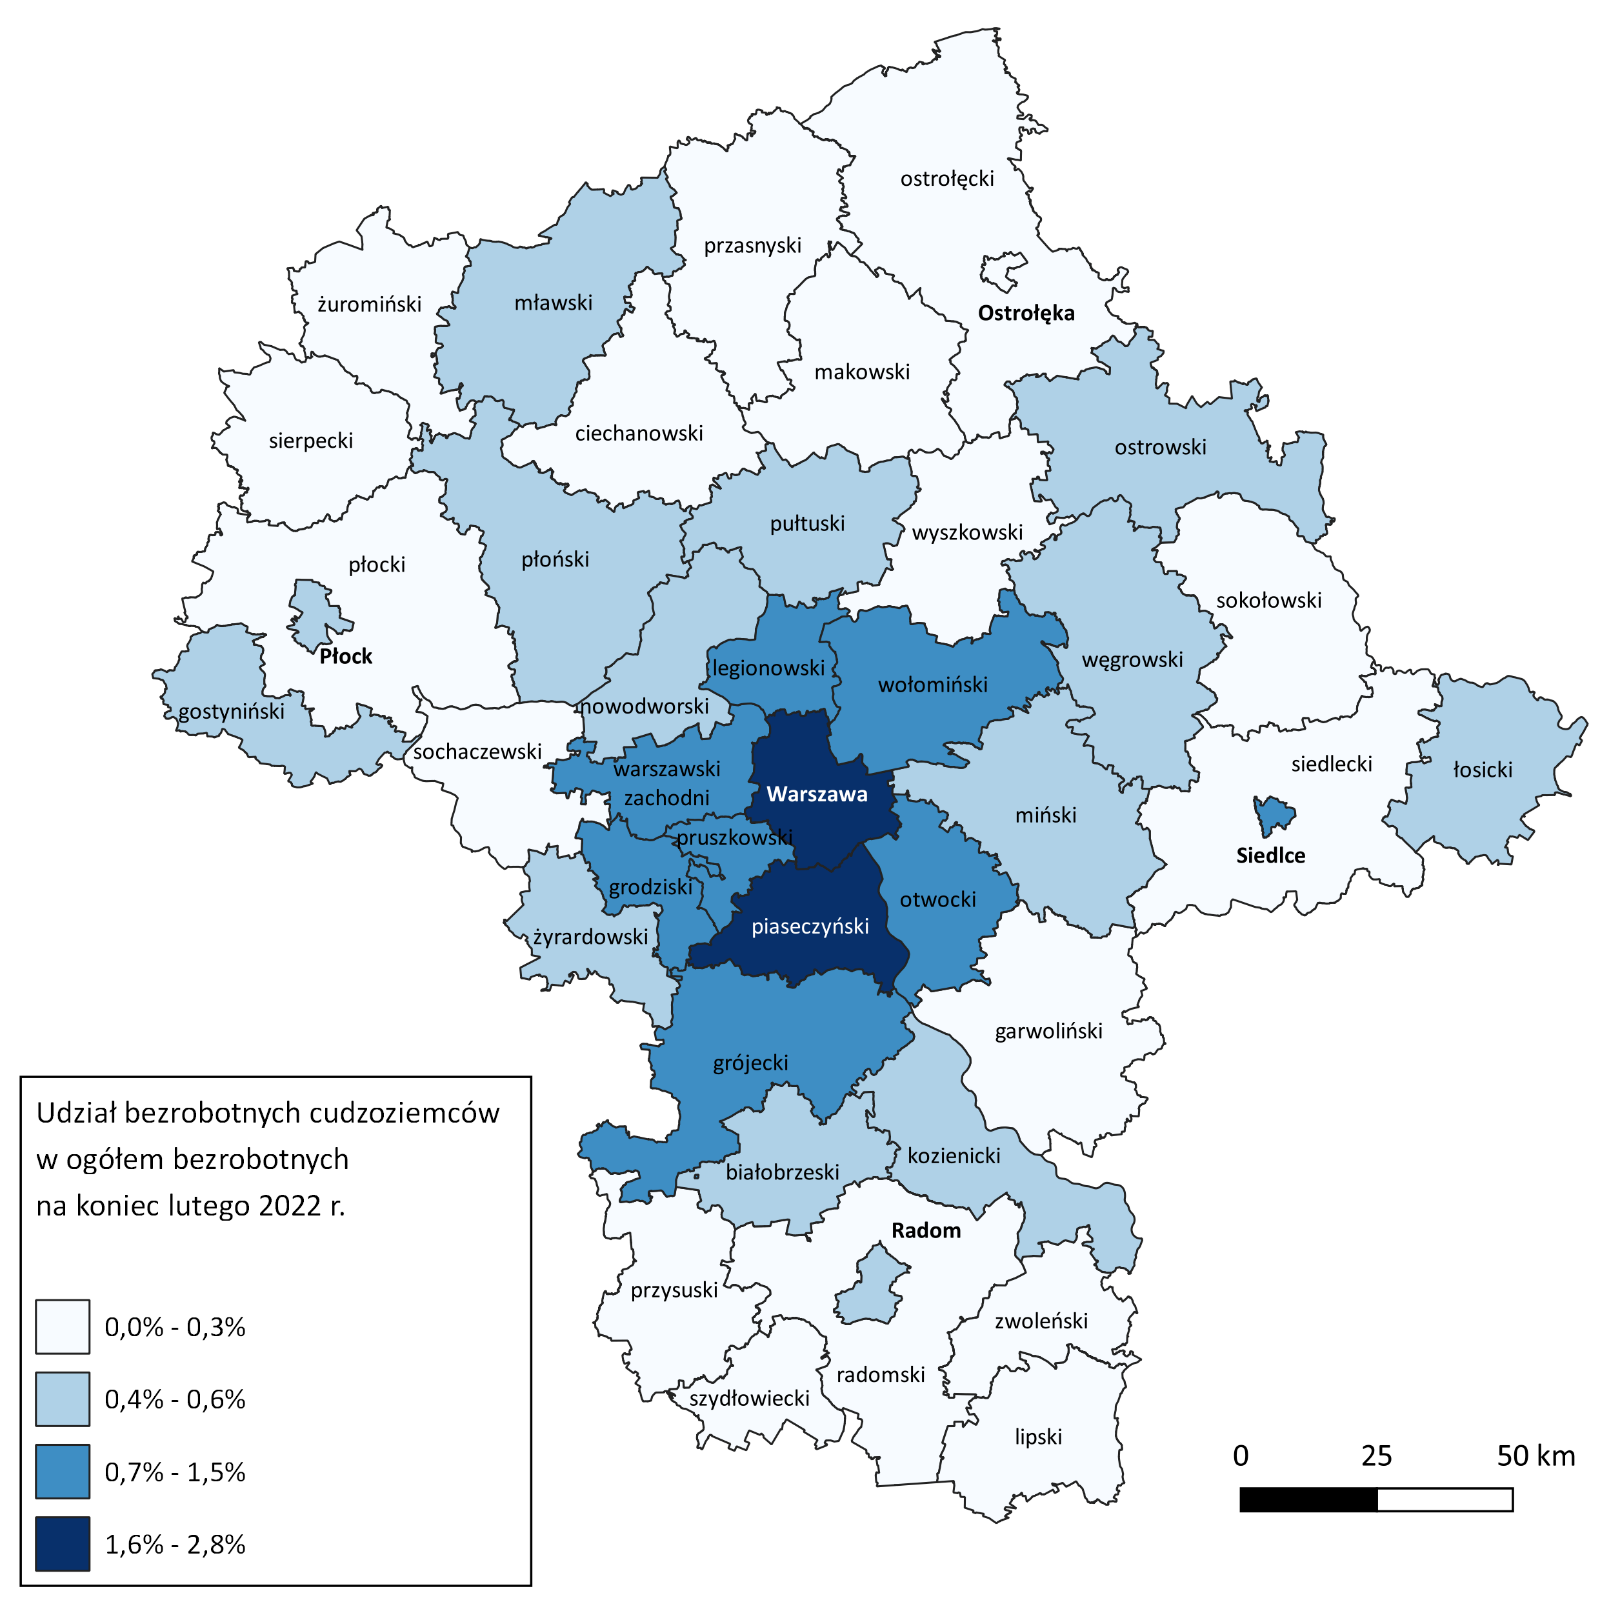 ostrołęcki
przasnyski
żuromiński
mławski
Ostrołęka
makowski
sierpecki
ciechanowski
ostrowski
pułtuski
wyszkowski
płocki
płoński
sokołowski
Płock
legionowski
węgrowski
wołomiński
gostyniński
nowodworski
sochaczewski
warszawski
zachodni
siedlecki
łosicki
Warszawa
miński
pruszkowski
Siedlce
grodziski
otwocki
piaseczyński
żyrardowski
garwoliński
grójecki
kozienicki
białobrzeski
Radom
przysuski
zwoleński
radomski
szydłowiecki
lipski
Udział bezrobotnych cudzoziemców
w ogółem bezrobotnych
na koniec lutego 2022 r.
0,0% - 0,3%
0,4% - 0,6%
0,7% - 1,5%
1,6% - 2,8%
0 25 50 km